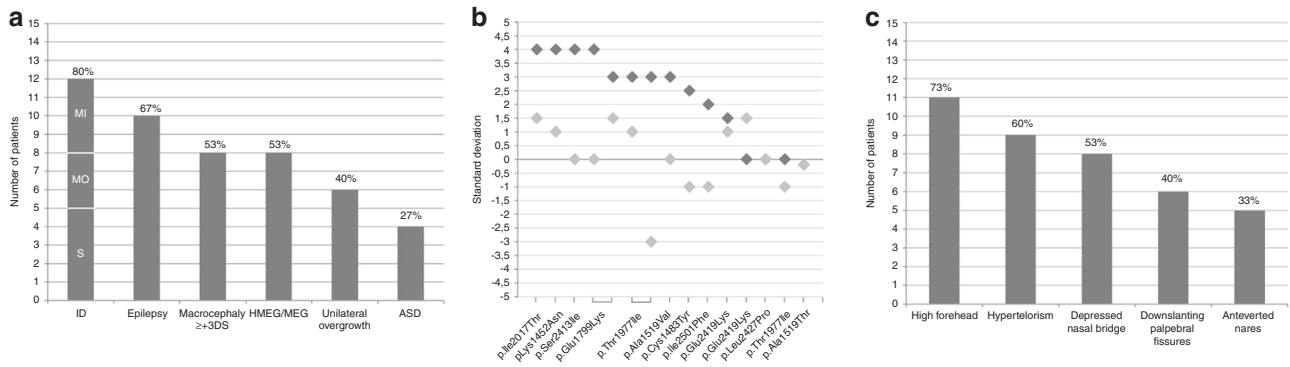 a
15
14
13
12
11
10
9
8
7
6
5
4
3
2
1
0
Number of patients
80%
67%
53%
53%
40%
27%
MI
MO
S
ID
Epilepsy
Macrocephaly
≥+3DS
HMEG/MEG
Unilateral
overgrowth
ASD
b
5
4,5
4
3,5
3
2,5
2
1,5
1
0,5
0
-0,5
-1
-1,5
-2
-2,5
-3
-3,5
-4
-4,5
-5
Standard deviation
p.Ile2017Thr
pLys1452Asn
p.Ser2413Ile
p.Glu1799Lys
p.Thr1977Ile
p.Ala1519Val
p.Cys1483Tyr
p.Ile2501Phe
p.Glu2419Lys
p.Glu2419Lys
p.Leu2427Pro
p.Thr1977Ile
p.Ala1519Thr
c
15
14
13
12
11
10
9
8
7
6
5
4
3
2
1
0
Number of patients
73%
60%
53%
40%
33%
High forehead
Hypertelorism
Depressed
nasal bridge
Downslanting
palpebral
fissures
Anteverted
nares